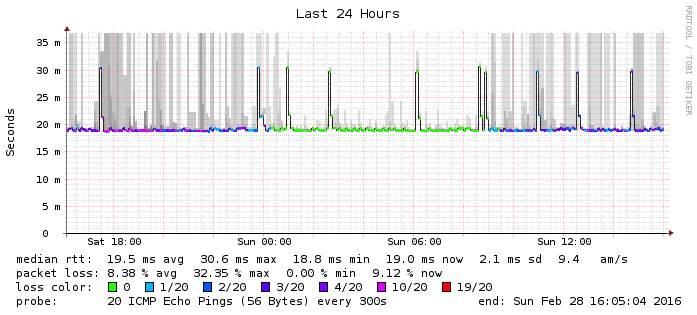 Last 24 Hours
RRDTOOL / TOBI OETIKER
Seconds
35 m
30 m
25 m
20 m
15 m
10 m
5 m
0
Sat 18:00 Sun 00:00 Sun 06:00 Sun 12:00
median rtt: 19.5 ms avg 30.6 ms max 18.8 ms min 19.0 ms now 2.1 ms sd 9.4 am/s
packet loss: 8.38 % avg 32.35 % max 0.00 % min 9.12 % now
loss color: 0 1/20 2/20 3/20 4/20 10/20 19/20
probe: 20 ICMP Echo Pings (56 Bytes) every 300s end: Sun Feb 28 16:05:04 2016